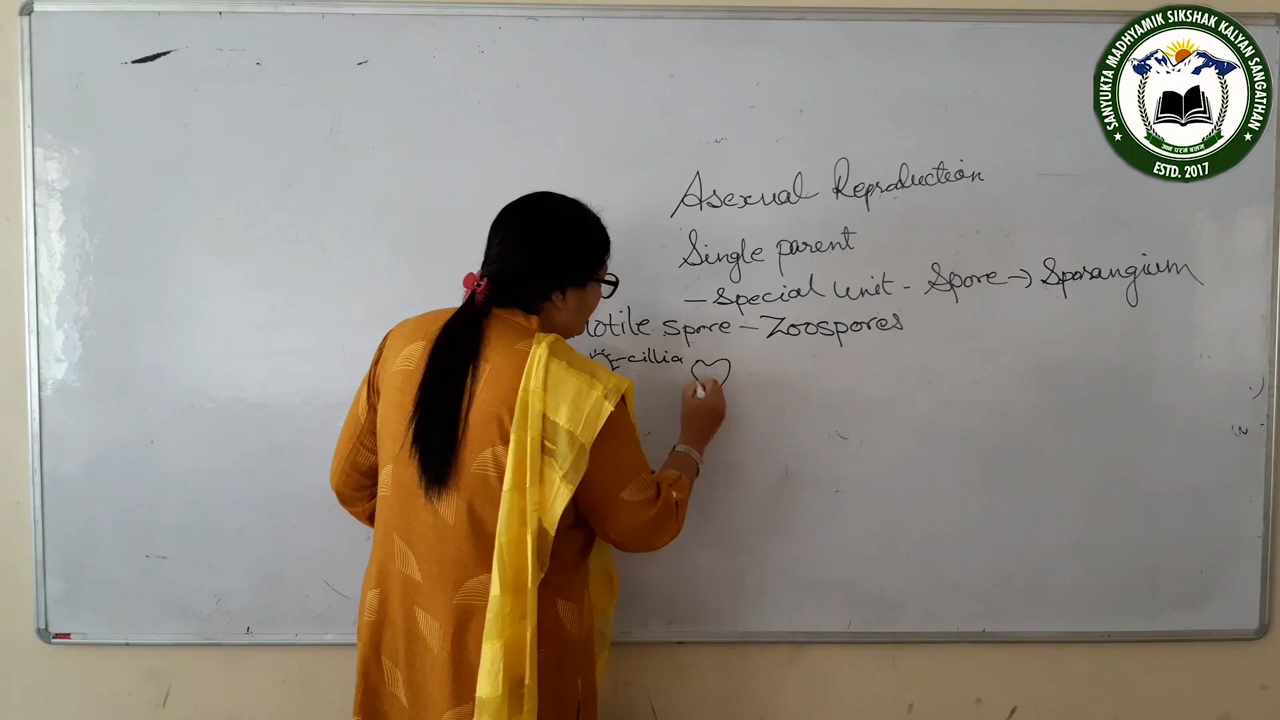 SANYUKTA MADHYAMIK SIKSHAK KALYAN SANGATHAN
ESTD. 2017
Asexual Reproduction
Single parent
- Special Unit - Spore → Sporangium
otile spore - Zoospores
- cillia